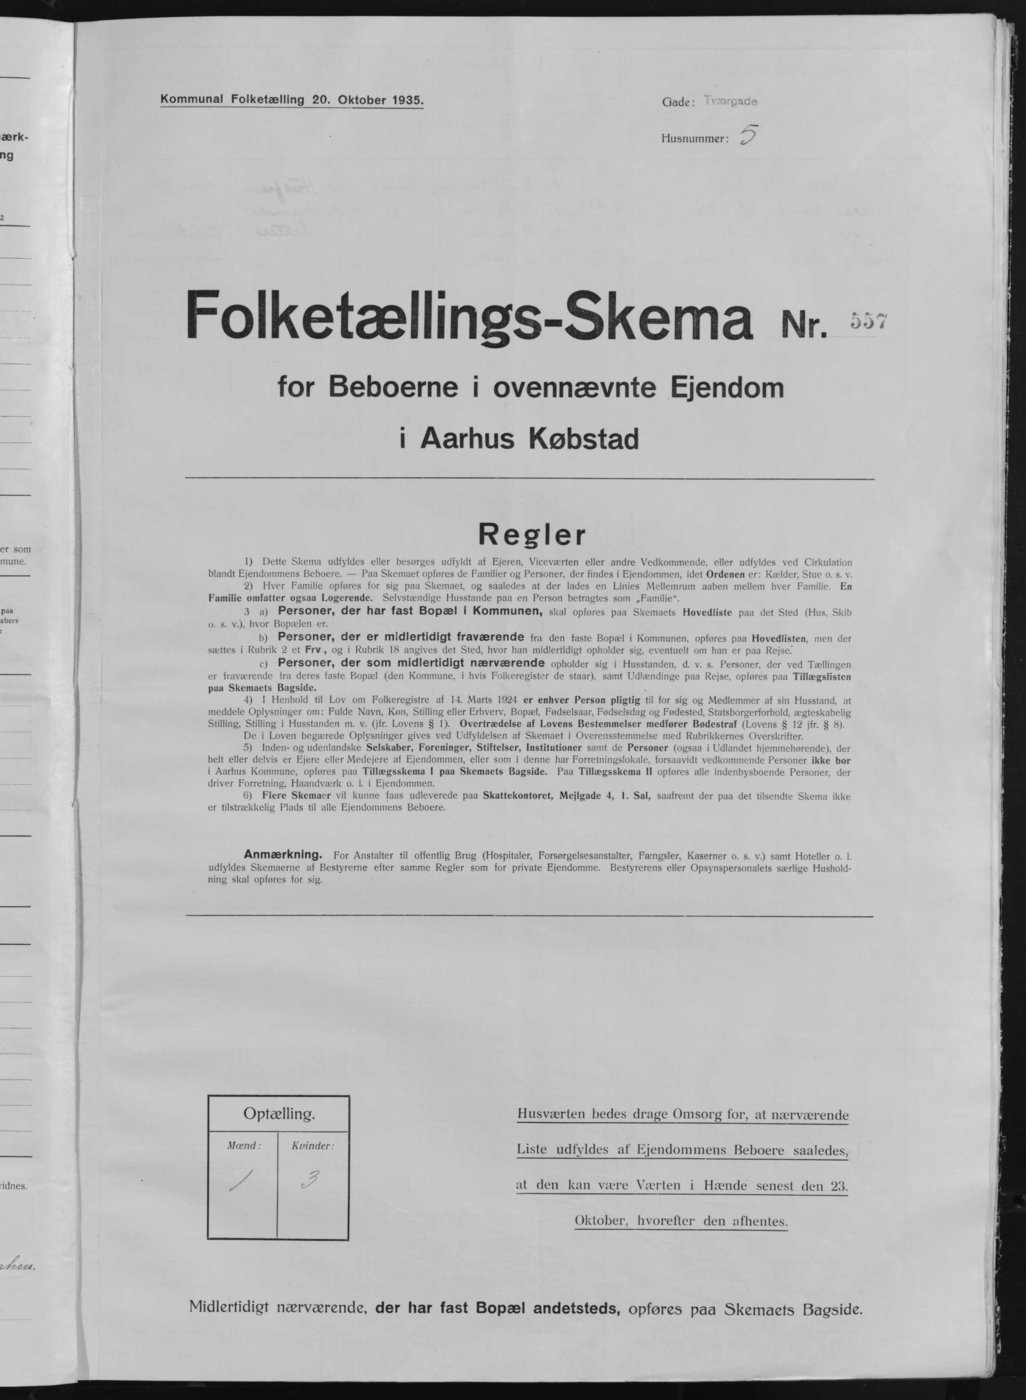 Kommunal Folketælling 20. Oktober 1935.
Gade: Tværgade
Husnummer: 5
Folketællings-Skema Nr. 557
for Beboerne i ovennævnte Ejendom
i Aarhus Købstad
Regler
1) Dette Skema udfyldes eller besørges udfyldt af Ejeren, Viceværten eller andre Vedkommende, eller udfyldes ved Cirkulation
blandt Ejendommens Beboere. — Paa Skemaet opføres de Familier og Personer, der findes i Ejendommen, idet Ordenen er: Kælder, Stue o. s. v.
2) Hver Familie opføres for sig paa Skemaet, og saaledes at der lades en Linies Mellemrum aaben mellem hver Familie. En
Familie omfatter ogsaa Logerende. Selvstændige Husstande paa en Person betragtes som „Familie“.
3 a) Personer, der har fast Bopæl i Kommunen, skal opføres paa Skemaets Hovedliste paa det Sted (Hus, Skib
o. s. v.), hvor Bopælen er.
b) Personer, der er midlertidigt fraværende fra den faste Bopæl i Kommunen, opføres paa Hovedlisten, men der
sættes i Rubrik 2 et Frv., og i Rubrik 18 angives det Sted, hvor han midlertidigt opholder sig, eventuelt om han er paa Rejse.
c) Personer, der som midlertidigt nærværende opholder sig i Husstanden, d. v. s. Personer, der ved Tællingen
er fraværende fra deres faste Bopæl (den Kommune, i hvis Folkeregister de staar), samt Udlændinge paa Rejse, opføres paa Tillægslisten
paa Skemaets Bagside.
4) I Henhold til Lov om Folkeregistre af 14. Marts 1924 er enhver Person pligtig til for sig og Medlemmer af sin Husstand, at
meddele Oplysninger om: Fulde Navn, Køn, Stilling eller Erhverv, Bopæl, Fødselsaar, Fødselsdag og Fødested, Statsborgerforhold, ægteskabelig
Stilling, Stilling i Husstanden m. v. (jfr. Lovens § 1). Overtrædelse af Lovens Bestemmelser medfører Bødestraf (Lovens § 12 jfr. § 8).
De i Loven begærede Oplysninger gives ved Udfyldelsen af Skemaet i Overensstemmelse med Rubrikkernes Overskrifter.
5) Inden- og udenlandske Selskaber, Foreninger, Stiftelser, Institutioner samt de Personer (ogsaa i Udlandet hjemmehørende), der
helt eller delvis er Ejere eller Medejere af Ejendommen, eller som i denne har Forretningslokale, forsaavidt vedkommende Personer ikke bor
i Aarhus Kommune, opføres paa Tillægsskema I paa Skemaets Bagside. Paa Tillægsskema II opføres alle indenbysboende Personer, der
driver Forretning, Haandværk o. l. i Ejendommen.
6) Flere Skemaer vil kunne faas udleverede paa Skattekontoret, Mejlgade 4, 1. Sal, saafremt der paa det tilsendte Skema ikke
er tilstrækkelig Plads til alle Ejendommens Beboere.
Anmærkning. For Anstalter til offentlig Brug (Hospitaler, Forsørgelsesanstalter, Fængsler, Kaserner o. s. v.) samt Hoteller o. l.
udfyldes Skemaerne af Bestyrerne efter samme Regler som for private Ejendomme. Bestyrerens eller Opsynspersonalets særlige Hushold-
ning skal opføres for sig.
Optælling.
Mænd: Kvinder:
1 3
Husværten bedes drage Omsorg for, at nærværende
Liste udfyldes af Ejendommens Beboere saaledes,
at den kan være Værten i Hænde senest den 23.
Oktober, hvorefter den afhentes.
Midlertidigt nærværende, der har fast Bopæl andetsteds, opføres paa Skemaets Bagside.